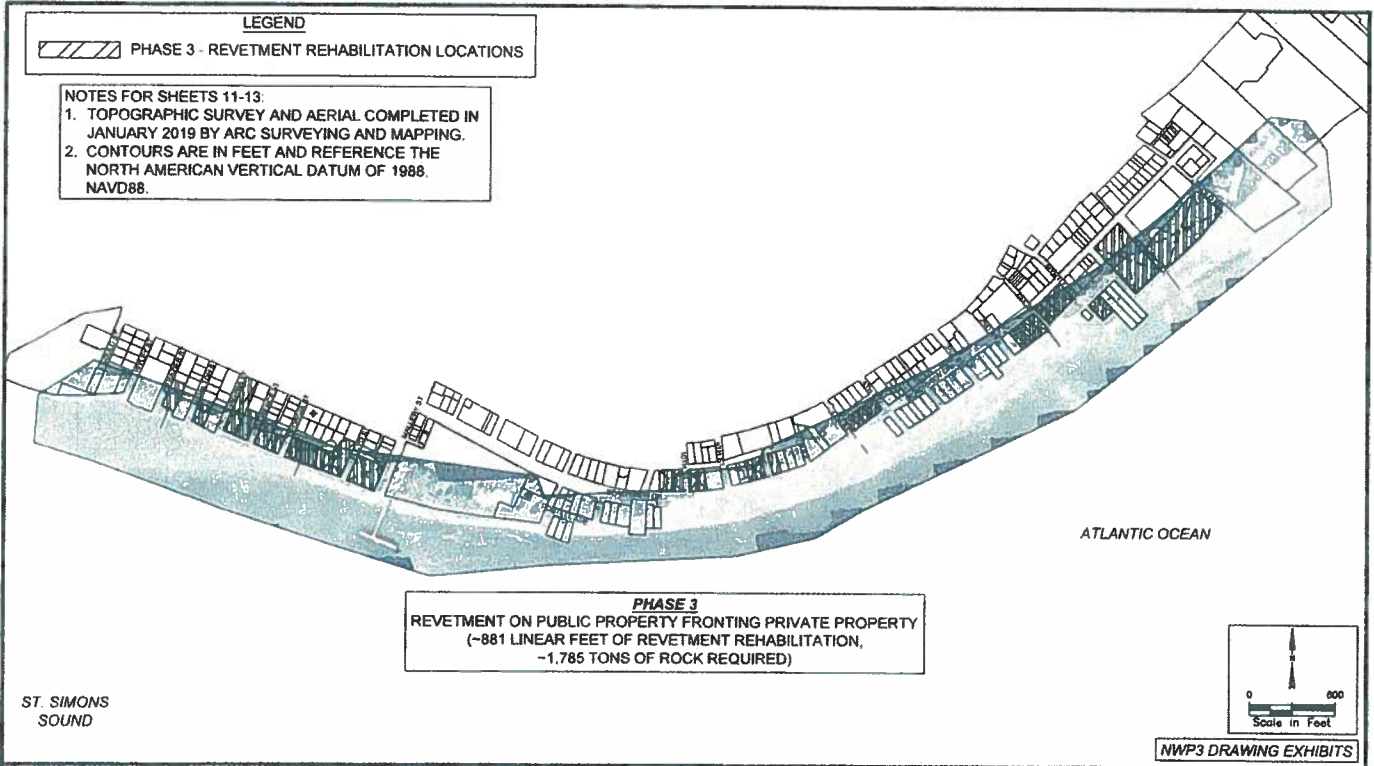 LEGEND
PHASE 3 - REVETMENT REHABILITATION LOCATIONS
NOTES FOR SHEETS 11-13:
1. TOPOGRAPHIC SURVEY AND AERIAL COMPLETED IN
JANUARY 2019 BY ARC SURVEYING AND MAPPING.
2. CONTOURS ARE IN FEET AND REFERENCE THE
NORTH AMERICAN VERTICAL DATUM OF 1988,
NAVD88.
ATLANTIC OCEAN
PHASE 3
REVETMENT ON PUBLIC PROPERTY FRONTING PRIVATE PROPERTY
(~881 LINEAR FEET OF REVETMENT REHABILITATION,
~1,785 TONS OF ROCK REQUIRED)
ST. SIMONS
SOUND
N
0 600
Scale in Feet
NWP3 DRAWING EXHIBITS